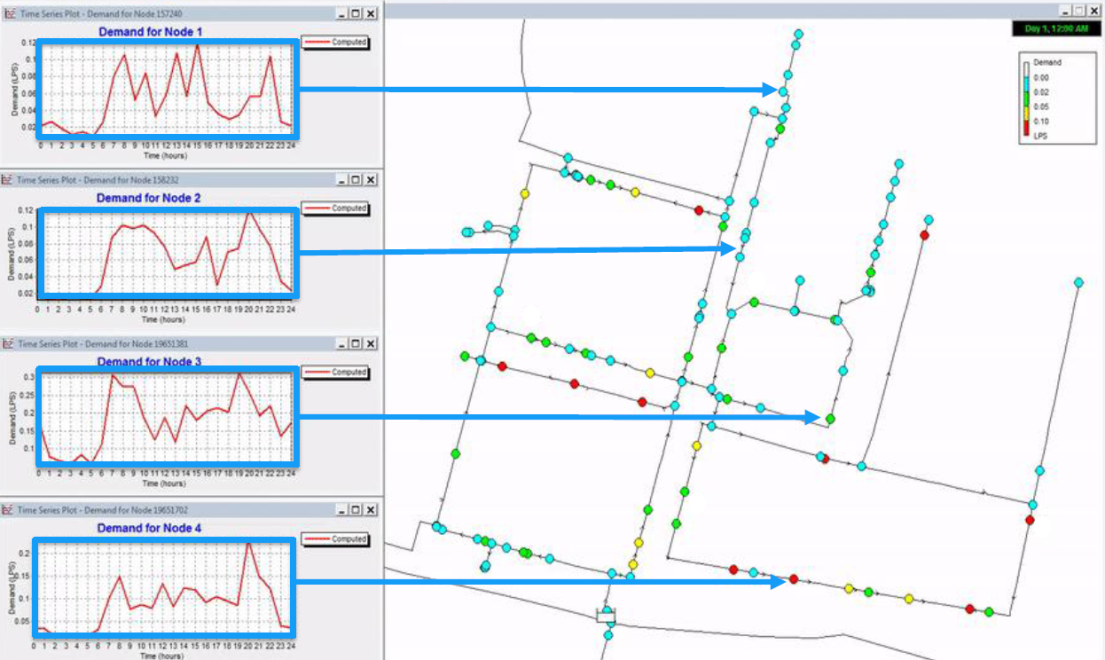 Time Series Plot - Demand for Node 157240
Demand for Node 1
Computed
Demand (LPS)
0.12
0.1
0.08
0.06
0.04
0.02
0 1 2 3 4 5 6 7 8 9 10 11 12 13 14 15 16 17 18 19 20 21 22 23 24
Time (hours)
Time Series Plot - Demand for Node 158232
Demand for Node 2
Computed
Demand (LPS)
0.12
0.1
0.08
0.06
0.04
0.02
0 1 2 3 4 5 6 7 8 9 10 11 12 13 14 15 16 17 18 19 20 21 22 23 24
Time (hours)
Time Series Plot - Demand for Node 19651381
Demand for Node 3
Computed
Demand (LPS)
0.3
0.25
0.2
0.15
0.1
0 1 2 3 4 5 6 7 8 9 10 11 12 13 14 15 16 17 18 19 20 21 22 23 24
Time (hours)
Time Series Plot - Demand for Node 19651702
Demand for Node 4
Computed
Demand (LPS)
0.2
0.15
0.1
0.05
0 1 2 3 4 5 6 7 8 9 10 11 12 13 14 15 16 17 18 19 20 21 22 23 24
Time (hours)
Day 1, 12:00 AM
Demand
0.00
0.02
0.05
0.10
LPS